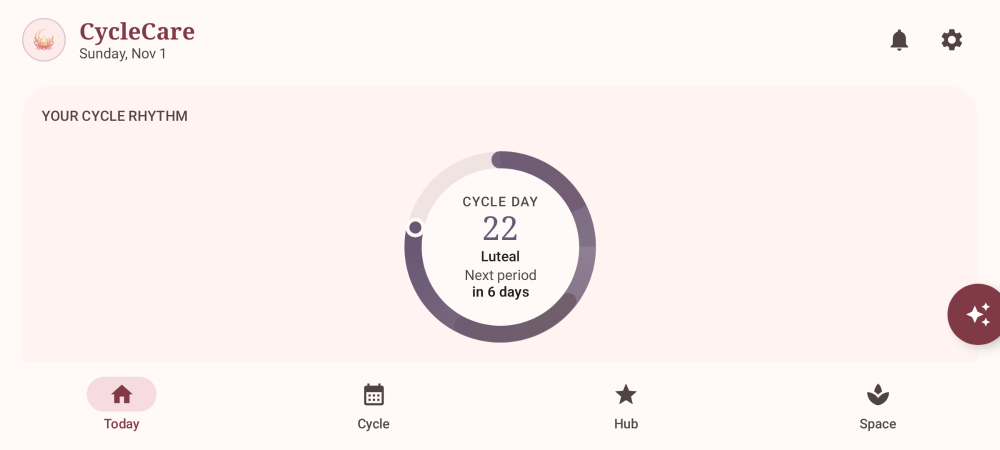 CycleCare
Sunday, Nov 1
YOUR CYCLE RHYTHM
CYCLE DAY
22
Luteal
Next period
in 6 days
Today
Cycle
Hub
Space